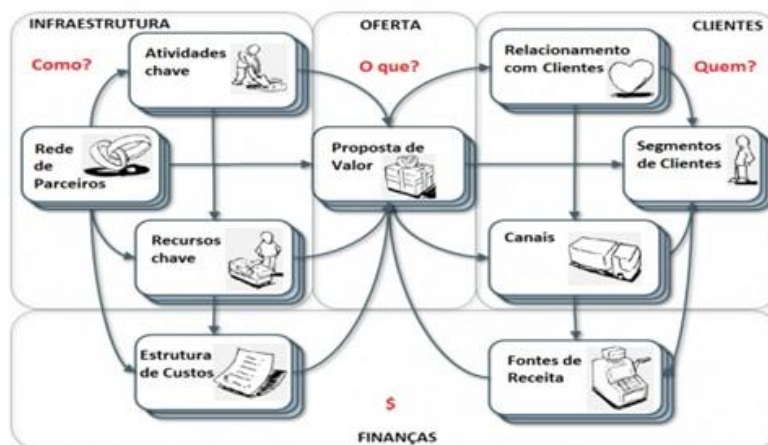 INFRAESTRUTURA
OFERTA
CLIENTES
Como?
Atividades
chave
O que?
Relacionamento
com Clientes
Quem?
Rede
de
Parceiros
Proposta de
Valor
Segmentos
de Clientes
Recursos
chave
Canais
Estrutura
de Custos
Fontes de
Receita
$
FINANÇAS